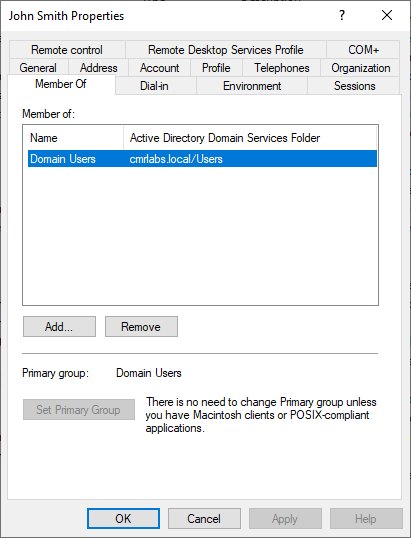 John Smith Properties
?
Remote control Remote Desktop Services Profile COM+
General Address Account Profile Telephones Organization
Member Of Dial-in Environment Sessions
Member of:
Name Active Directory Domain Services Folder
Domain Users cmrlabs.local/Users
Add... Remove
Primary group: Domain Users
Set Primary Group There is no need to change Primary group unless
you have Macintosh clients or POSIX-compliant
applications.
OK Cancel Apply Help